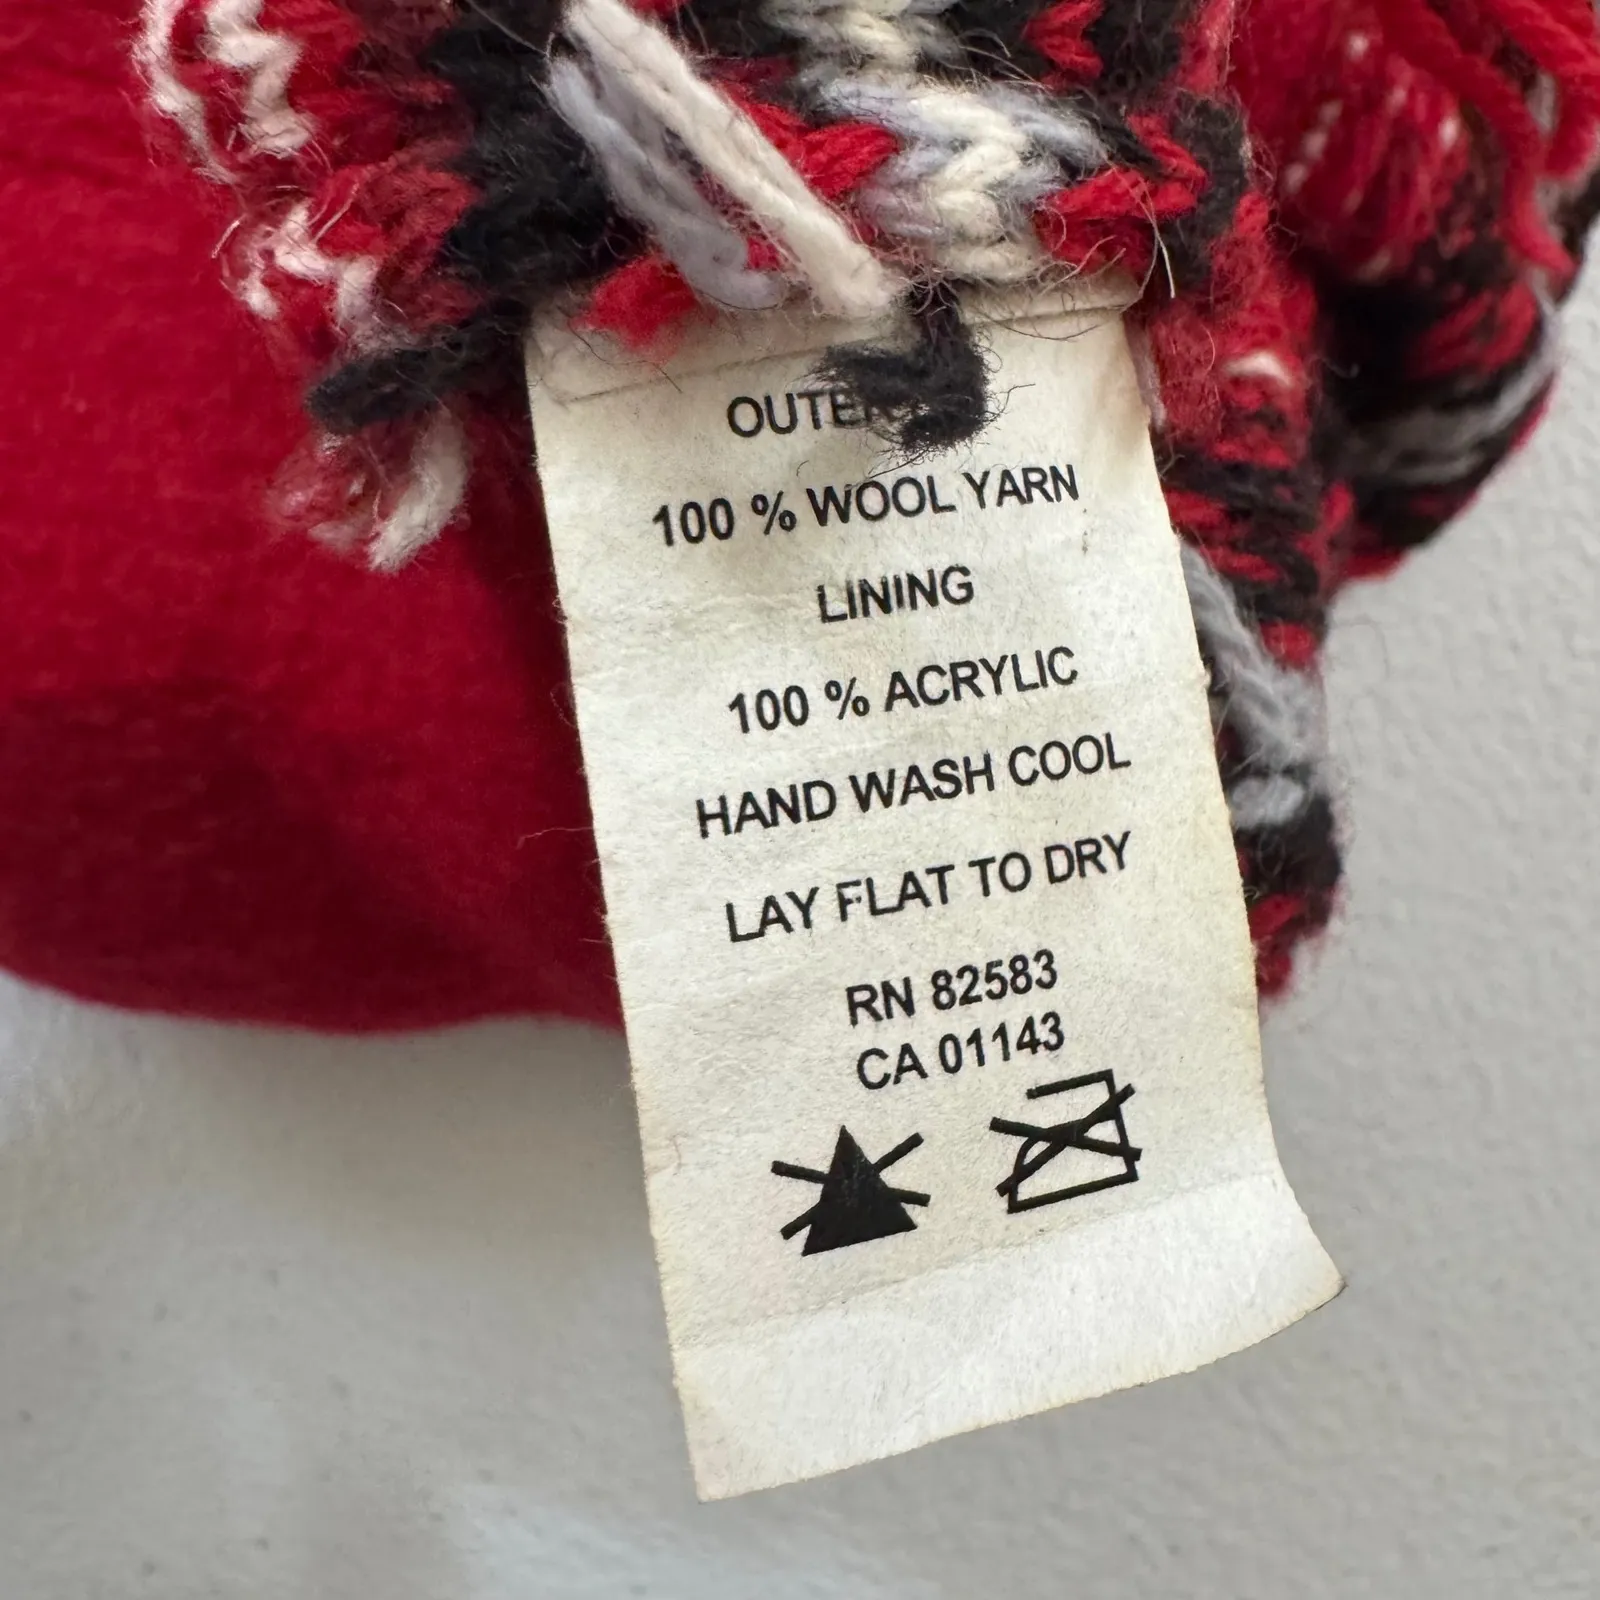 100 % WOOL YARN
LINING
100 % ACRYLIC
HAND WASH COOL
LAY FLAT TO DRY
RN 82583
CA 01143